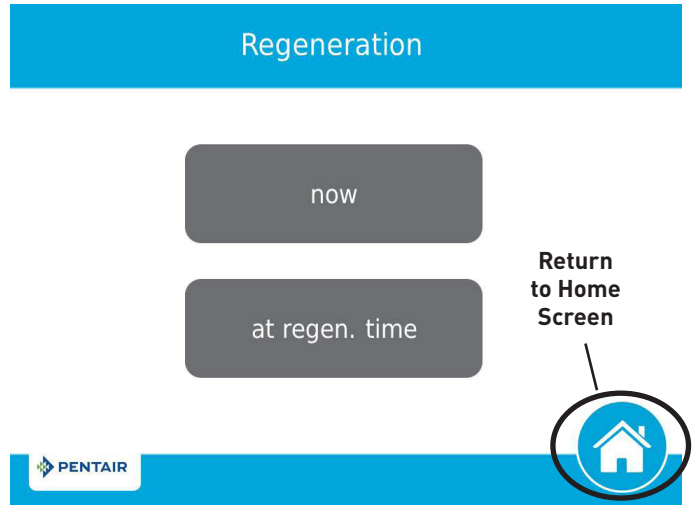 Regeneration
now
at regen. time
Return
to Home
Screen
PENTAIR